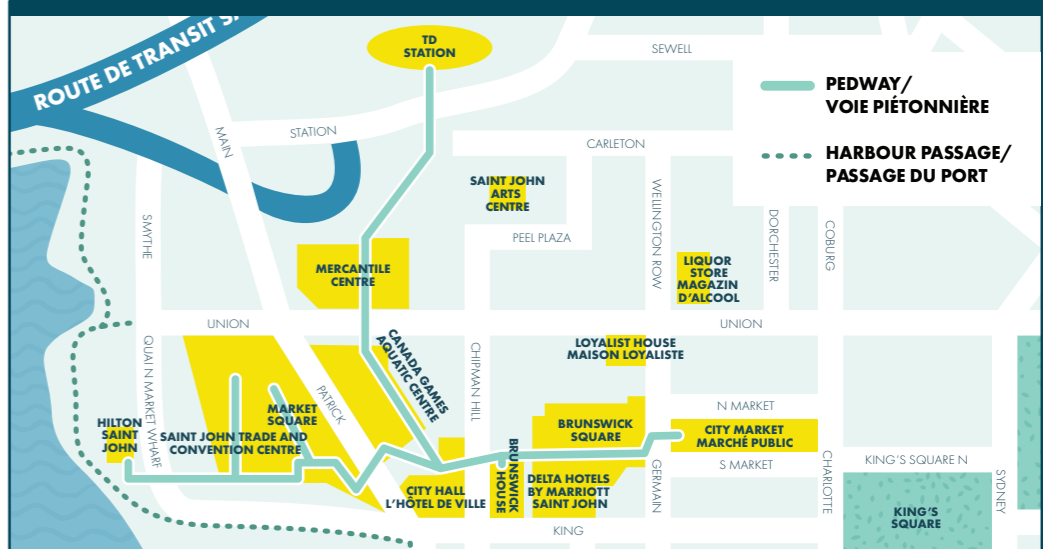 ROUTE DE TRANSIT
TD
STATION
SEWELL
PEDWAY/
VOIE PIÉTONNIÈRE
HARBOUR PASSAGE/
PASSAGE DU PORT
MAIN
STATION
CARLETON
SAINT JOHN
ARTS
CENTRE
PEEL PLAZA
WELLINGTON ROW
DORCHESTER
COBURG
SMYTHE
MERCANTILE
CENTRE
LIQUOR
STORE
MAGAZIN
D'ALCOOL
UNION
UNION
CANADA GAMES
AQUATIC CENTRE
CHIPMAN HILL
LOYALIST HOUSE
MAISON LOYALISTE
QUAI N MARKET WHARF
PATRICK
MARKET
SQUARE
N MARKET
HILTON
SAINT
JOHN
SAINT JOHN TRADE AND
CONVENTION CENTRE
BRUNSWICK
SQUARE
CITY MARKET
MARCHÉ PUBLIC
S MARKET
KING'S SQUARE N
CITY HALL
L'HÔTEL DE VILLE
BRUNSWICK
HOUSE
DELTA HOTELS
BY MARRIOTT
SAINT JOHN
GERMAIN
CHARLOTTE
SYDNEY
KING'S
SQUARE
KING